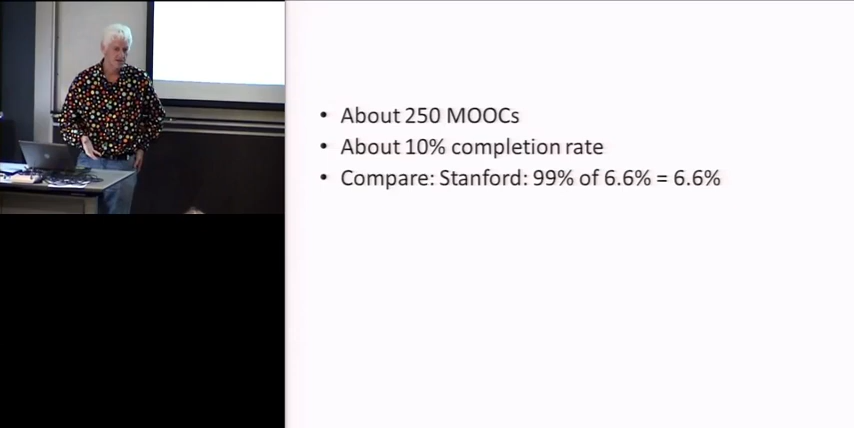 • About 250 MOOCs
• About 10% completion rate
• Compare: Stanford: 99% of 6.6% = 6.6%